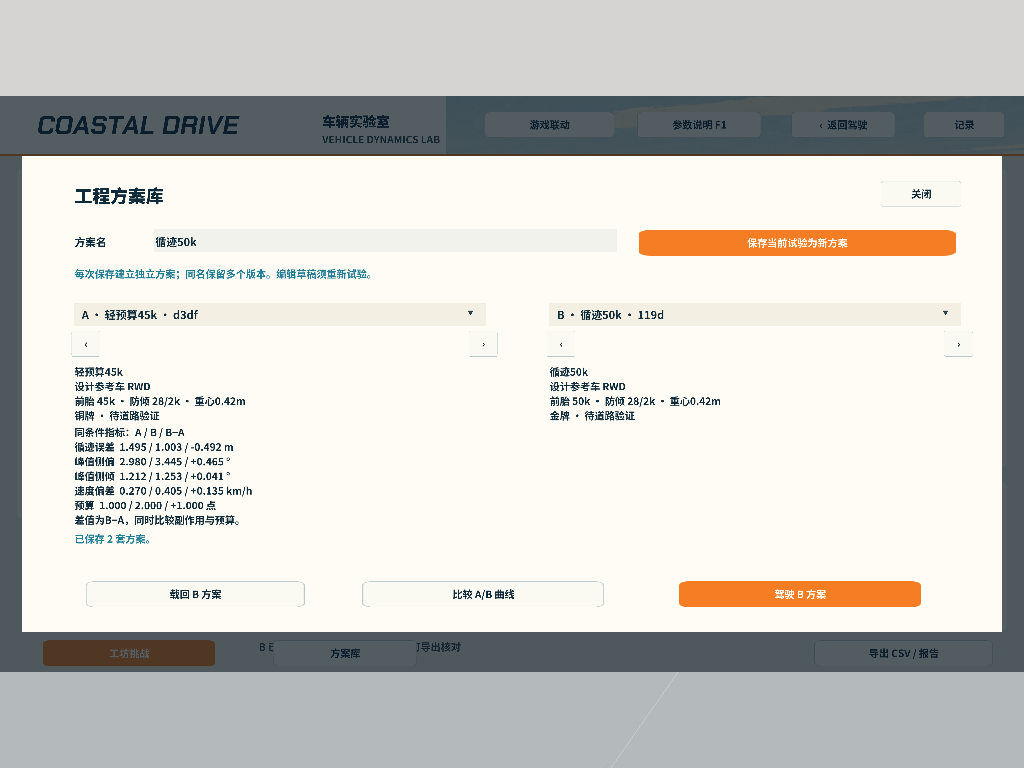 COASTAL DRIVE
车辆实验室
VEHICLE DYNAMICS LAB
游戏联动
参数说明 F1
‹ 返回驾驶
记录
工程方案库
关闭
方案名
循迹50k
保存当前试验为新方案
每次保存建立独立方案；同名保留多个版本。编辑草稿须重新试验。
A · 轻预算45k · d3df
▼
B · 循迹50k · 119d
▼
‹
›
‹
›
轻预算45k
设计参考车 RWD
前胎 45k · 防倾 28/2k · 重心0.42m
铜牌 · 待道路验证
同条件指标：A / B / B−A
循迹误差 1.495 / 1.003 / -0.492 m
峰值侧偏 2.980 / 3.445 / +0.465 °
峰值侧倾 1.212 / 1.253 / +0.041 °
速度偏差 0.270 / 0.405 / +0.135 km/h
预算 1.000 / 2.000 / +1.000 点
差值为B−A，同时比较副作用与预算。
已保存 2 套方案。
循迹50k
设计参考车 RWD
前胎 50k · 防倾 28/2k · 重心0.42m
金牌 · 待道路验证
载回 B 方案
比较 A/B 曲线
驾驶 B 方案
工坊挑战
B E
方案库
导出核对
导出 CSV / 报告